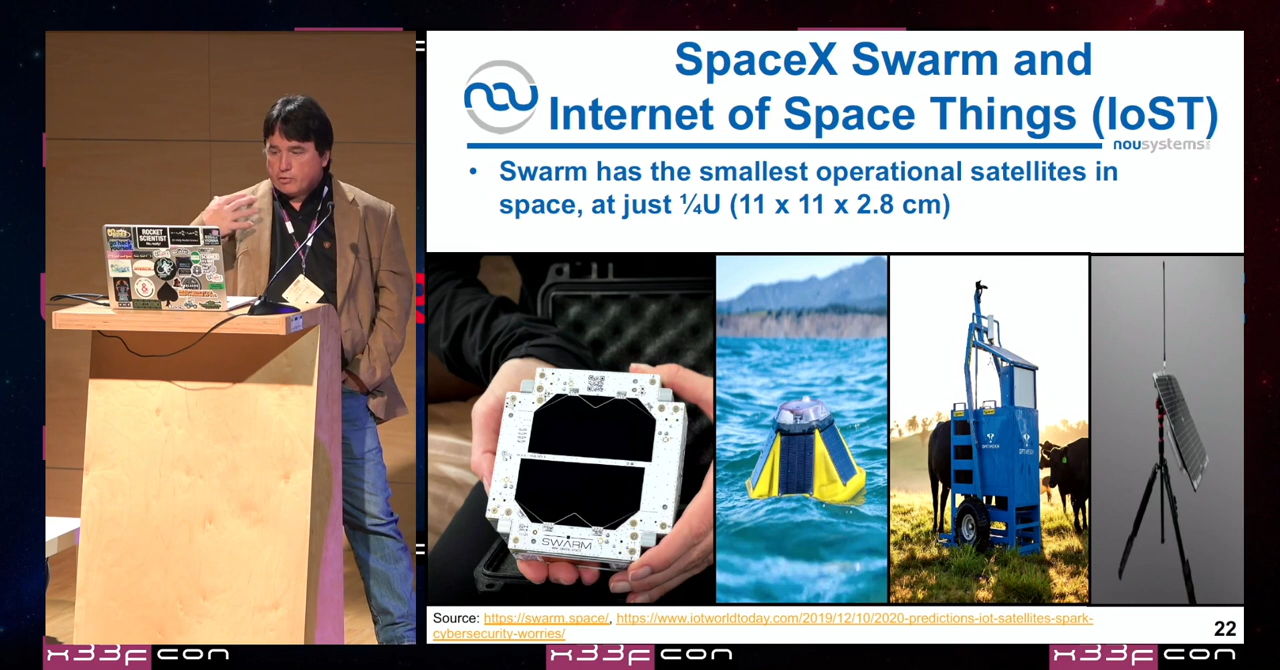 SpaceX Swarm and
Internet of Space Things (IoST)
nou
nousystems
• Swarm has the smallest operational satellites in
space, at just ¼U (11 x 11 x 2.8 cm)
ROCKET
SCIENTIST
SWARM
Source: https://swarm.space/, https://www.iotworldtoday.com/2019/12/10/2020-predictions-iot-satellites-spark-
cybersecurity-worries/
22
x33fcon
x33fcon
x33fcon